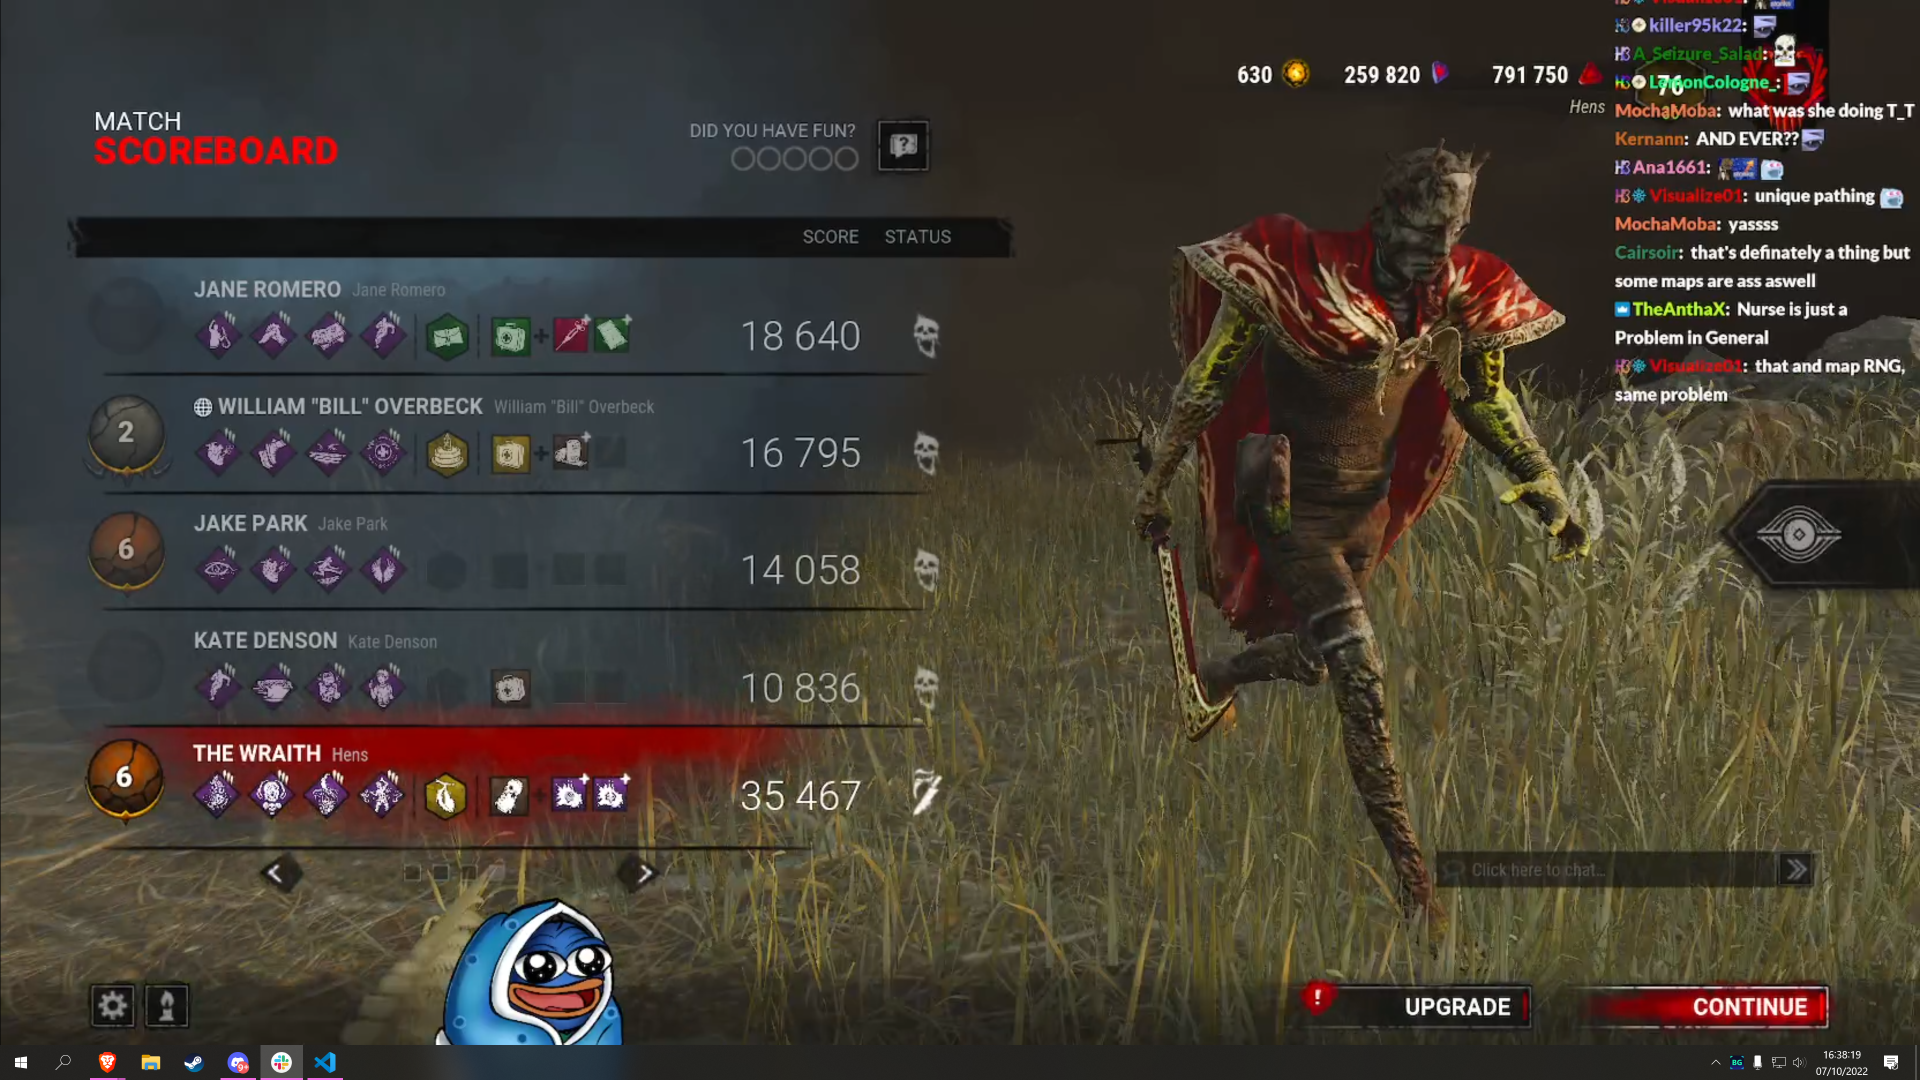 MATCH
SCOREBOARD
DID YOU HAVE FUN?
630
259 820
791 750
76
Hens
SCORE STATUS
JANE ROMERO Jane Romero
18 640
2
WILLIAM "BILL" OVERBECK William "Bill" Overbeck
16 795
6
JAKE PARK Jake Park
14 058
KATE DENSON Kate Denson
10 836
6
THE WRAITH Hens
35 467
killer95k22:
A_Seizure_Salad:
LemonCologne_:
MochaMoba: what was she doing T_T
Kernann: AND EVER??
Ana1661:
Visualize01: unique pathing
MochaMoba: yassss
Cairsoir: that's definately a thing but
some maps are ass aswell
TheAnthaX: Nurse is just a
Problem in General
Visualize01: that and map RNG,
same problem
Click here to chat...
!
UPGRADE
CONTINUE
9+
BG
16:38:19
07/10/2022